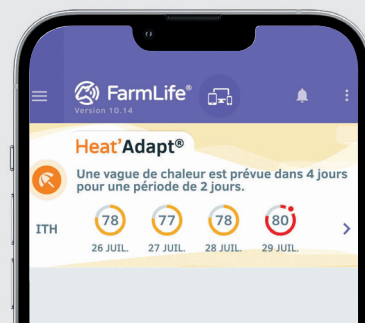 FarmLife®
Version 10.14
Heat'Adapt®
Une vague de chaleur est prévue dans 4 jours
pour une période de 2 jours.
ITH
78 77 78 80
26 JUIL. 27 JUIL. 28 JUIL. 29 JUIL.